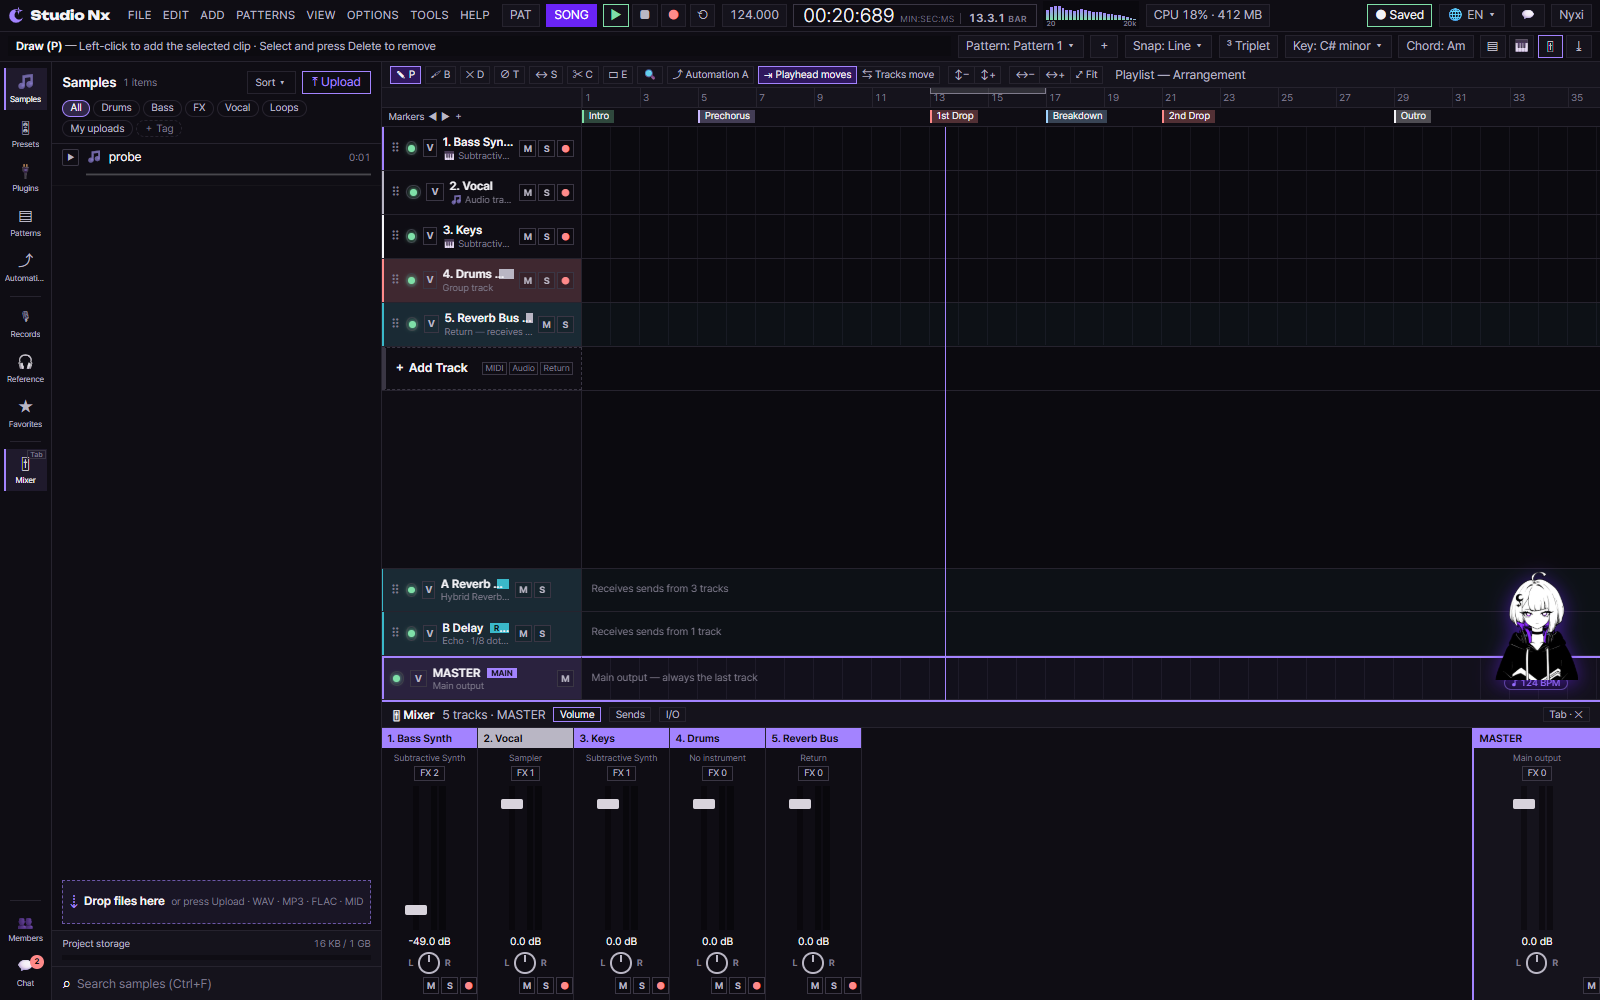 Studio Nx FILE EDIT ADD PATTERNS VIEW OPTIONS TOOLS HELP PAT SONG 124.000 00:20:689 MIN:SEC:MS 13.3.1 BAR 20 20k CPU 18% · 412 MB Saved EN Nyxi
Draw (P) — Left-click to add the selected clip · Select and press Delete to remove Pattern: Pattern 1 + Snap: Line 3 Triplet Key: C# minor Chord: Am
Samples 1 items Sort Upload
All Drums Bass FX Vocal Loops
My uploads + Tag
probe 0:01
Samples
Presets
Plugins
Patterns
Automati...
Records
Reference
Favorites
Tab
Mixer
Members
2
Chat
Drop files here or press Upload · WAV · MP3 · FLAC · MID
Project storage 16 KB / 1 GB
Search samples (Ctrl+F)
P B D T S C E Automation A Playhead moves Tracks move Fit Playlist — Arrangement
1 3 5 7 9 11 13 15 17 19 21 23 25 27 29 31 33 35
Markers + Intro Prechorus 1st Drop Breakdown 2nd Drop Outro
V 1. Bass Syn... M S
Subtractiv...
V 2. Vocal M S
Audio tra...
V 3. Keys M S
Subtractiv...
V 4. Drums ... M S
Group track
V 5. Reverb Bus ... M S
Return — receives ...
+ Add Track MIDI Audio Return
V A Reverb ... M S Receives sends from 3 tracks
Hybrid Reverb...
V B Delay R... M S Receives sends from 1 track
Echo · 1/8 dot...
V MASTER MAIN M Main output — always the last track
Main output
124 BPM
Mixer 5 tracks · MASTER Volume Sends I/O Tab · ✕
1. Bass Synth 2. Vocal 3. Keys 4. Drums 5. Reverb Bus MASTER
Subtractive Synth Sampler Subtractive Synth No instrument Return Main output
FX 2 FX 1 FX 1 FX 0 FX 0 FX 0
-49.0 dB 0.0 dB 0.0 dB 0.0 dB 0.0 dB 0.0 dB
L R L R L R L R L R L R
M S M S M S M S M S M